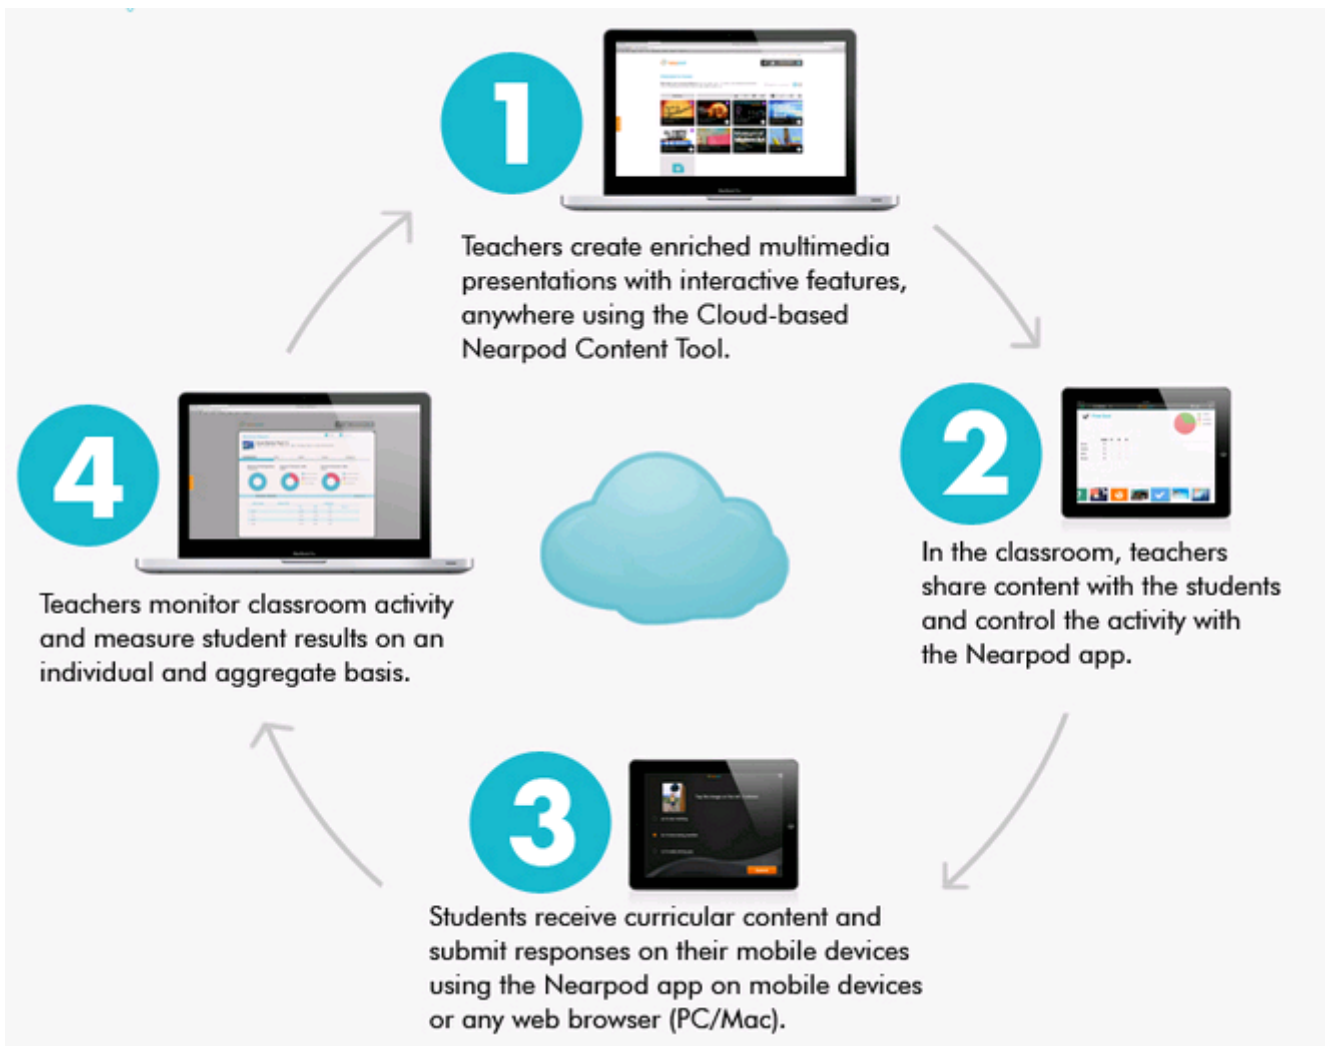 1
Teachers create enriched multimedia
presentations with interactive features,
anywhere using the Cloud-based
Nearpod Content Tool.
2
In the classroom, teachers
share content with the students
and control the activity with
the Nearpod app.
3
Students receive curricular content and
submit responses on their mobile devices
using the Nearpod app on mobile devices
or any web browser (PC/Mac).
4
Teachers monitor classroom activity
and measure student results on an
individual and aggregate basis.